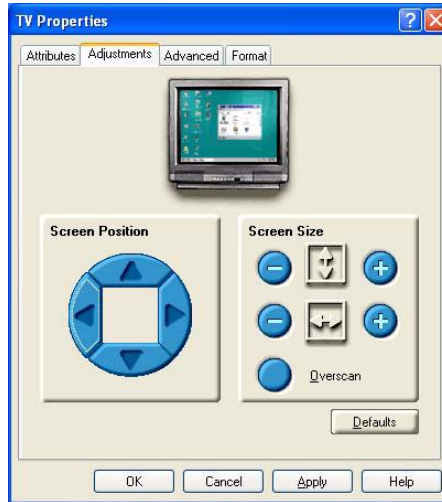 TV Properties
Attributes Adjustments Advanced Format
Screen Position
Screen Size
Overscan
Defaults
OK Cancel Apply Help